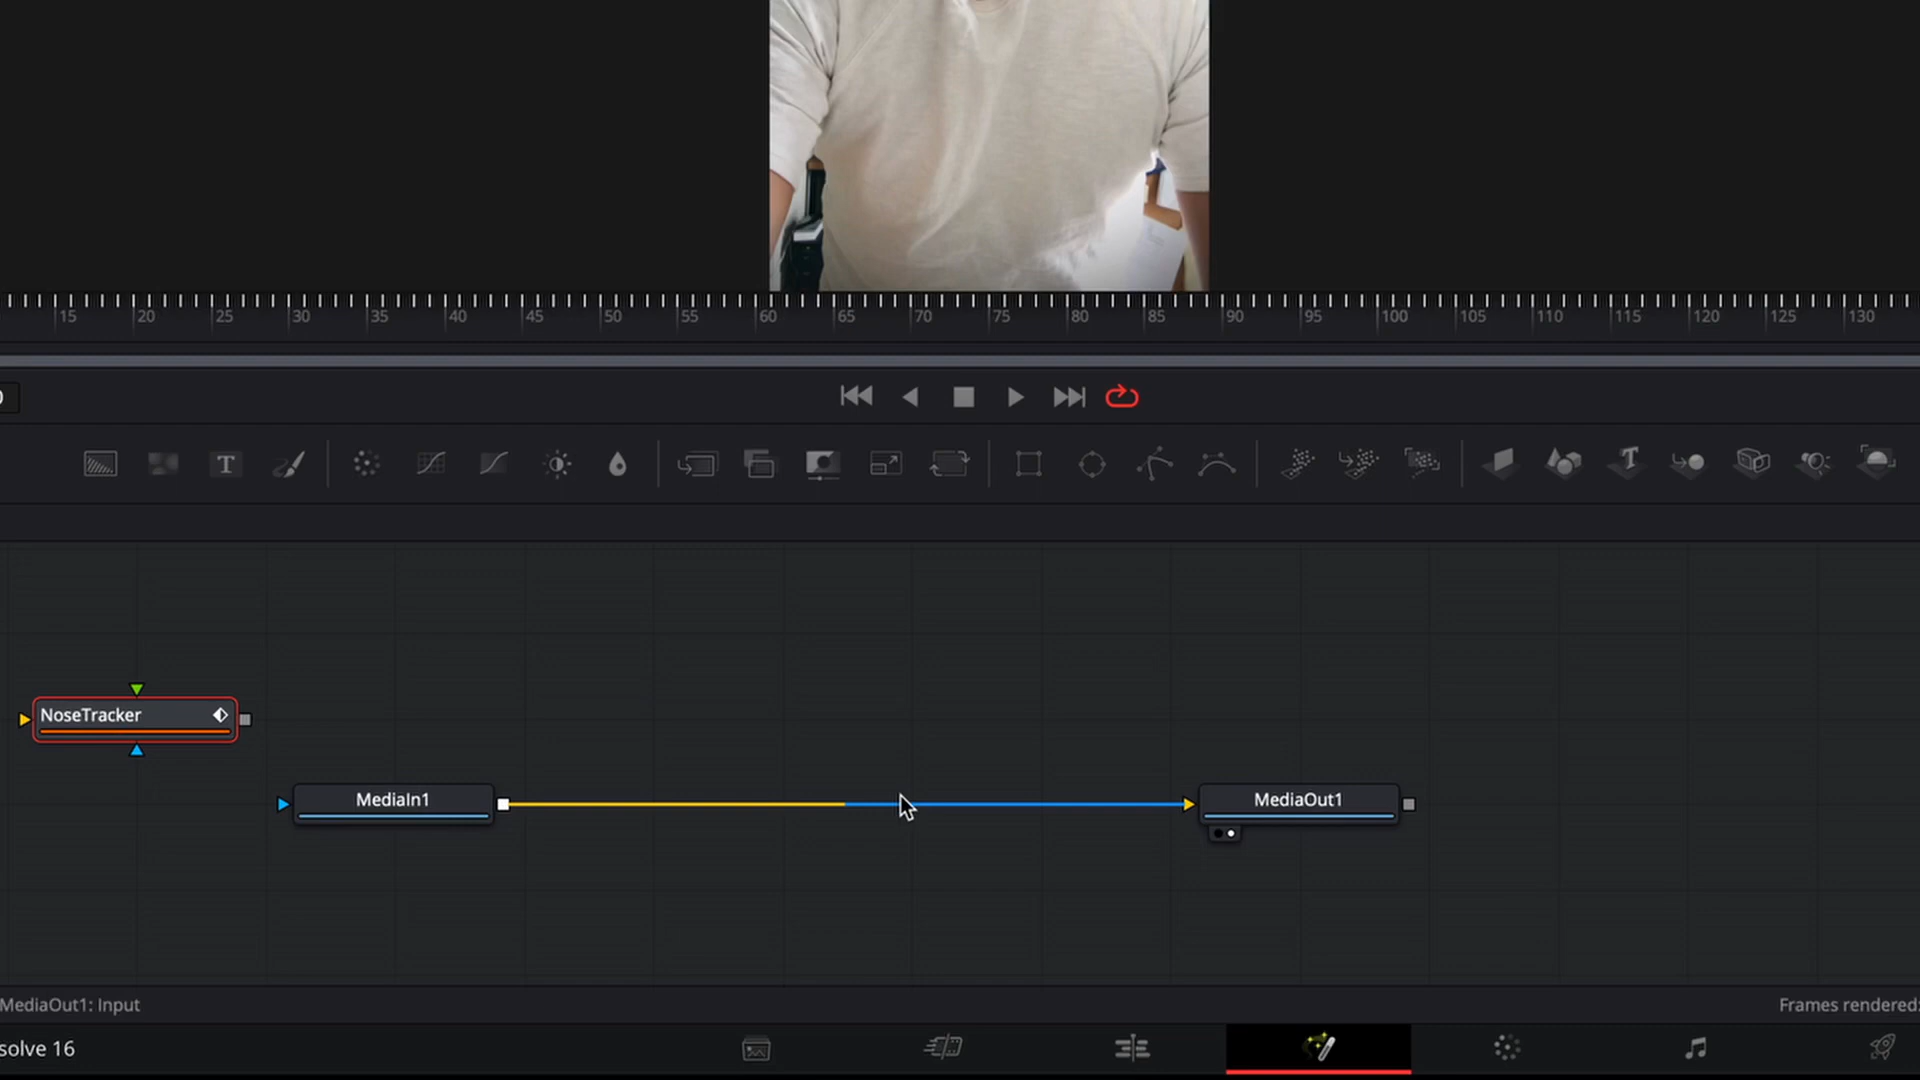 15 20 25 30 35 40 45 50 55 60 65 70 75 80 85 90 95 100 105 110 115 120 125 130
T
NoseTracker
MediaIn1
MediaOut1
MediaOut1: Input
Frames rendered:
solve 16